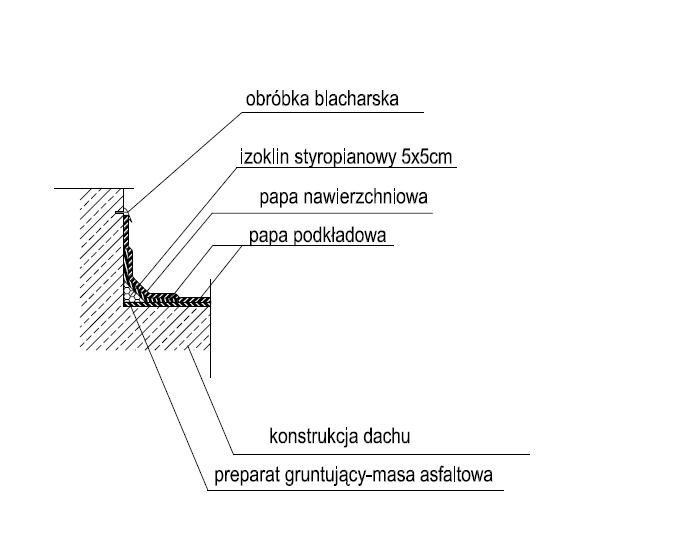 obróbka blacharska
izoklin styropianowy 5x5cm
papa nawierzchniowa
papa podkładowa
konstrukcja dachu
preparat gruntujący-masa asfaltowa